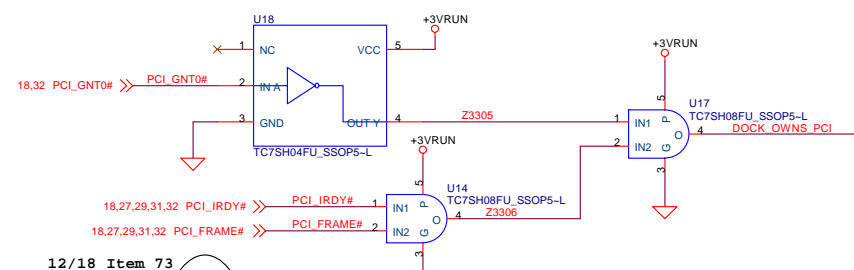 U18
+3VRUN
1 NC VCC 5
18,32 PCI_GNT0# PCI_GNT0# 2 IN A
3 GND OUT Y 4 Z3305
TC7SH04FU_SSOP5~L
+3VRUN
5
U17
TC7SH08FU_SSOP5~L
1 IN1 P
O 4 DOCK_OWNS_PCI
2 IN2 G
3
+3VRUN
5
U14
TC7SH08FU_SSOP5~L
18,27,29,31,32 PCI_IRDY# PCI_IRDY# 1 IN1 P
O 4 Z3306
18,27,29,31,32 PCI_FRAME# PCI_FRAME# 2 IN2 G
3
12/18 Item 73